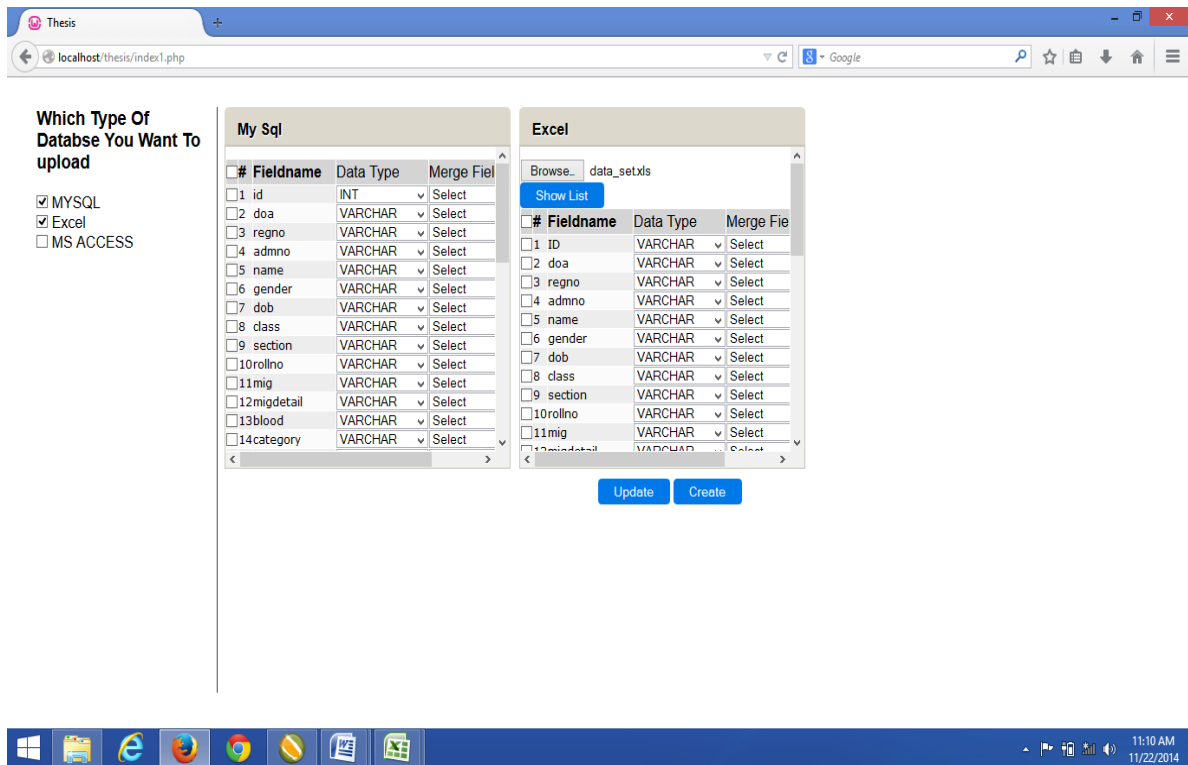 Thesis
localhost/thesis/index1.php
8 Google
Which Type Of
Databse You Want To
upload
MYSQL
Excel
MS ACCESS
My Sql
# Fieldname Data Type Merge Fiel
1 id INT Select
2 doa VARCHAR Select
3 regno VARCHAR Select
4 admno VARCHAR Select
5 name VARCHAR Select
6 gender VARCHAR Select
7 dob VARCHAR Select
8 class VARCHAR Select
9 section VARCHAR Select
10rollno VARCHAR Select
11mig VARCHAR Select
12migdetail VARCHAR Select
13blood VARCHAR Select
14category VARCHAR Select
Excel
Browse... data_set.xls
Show List
# Fieldname Data Type Merge Fie
1 ID VARCHAR Select
2 doa VARCHAR Select
3 regno VARCHAR Select
4 admno VARCHAR Select
5 name VARCHAR Select
6 gender VARCHAR Select
7 dob VARCHAR Select
8 class VARCHAR Select
9 section VARCHAR Select
10rollno VARCHAR Select
11mig VARCHAR Select
12migdetail VARCHAR Select
Update Create
11:10 AM
11/22/2014